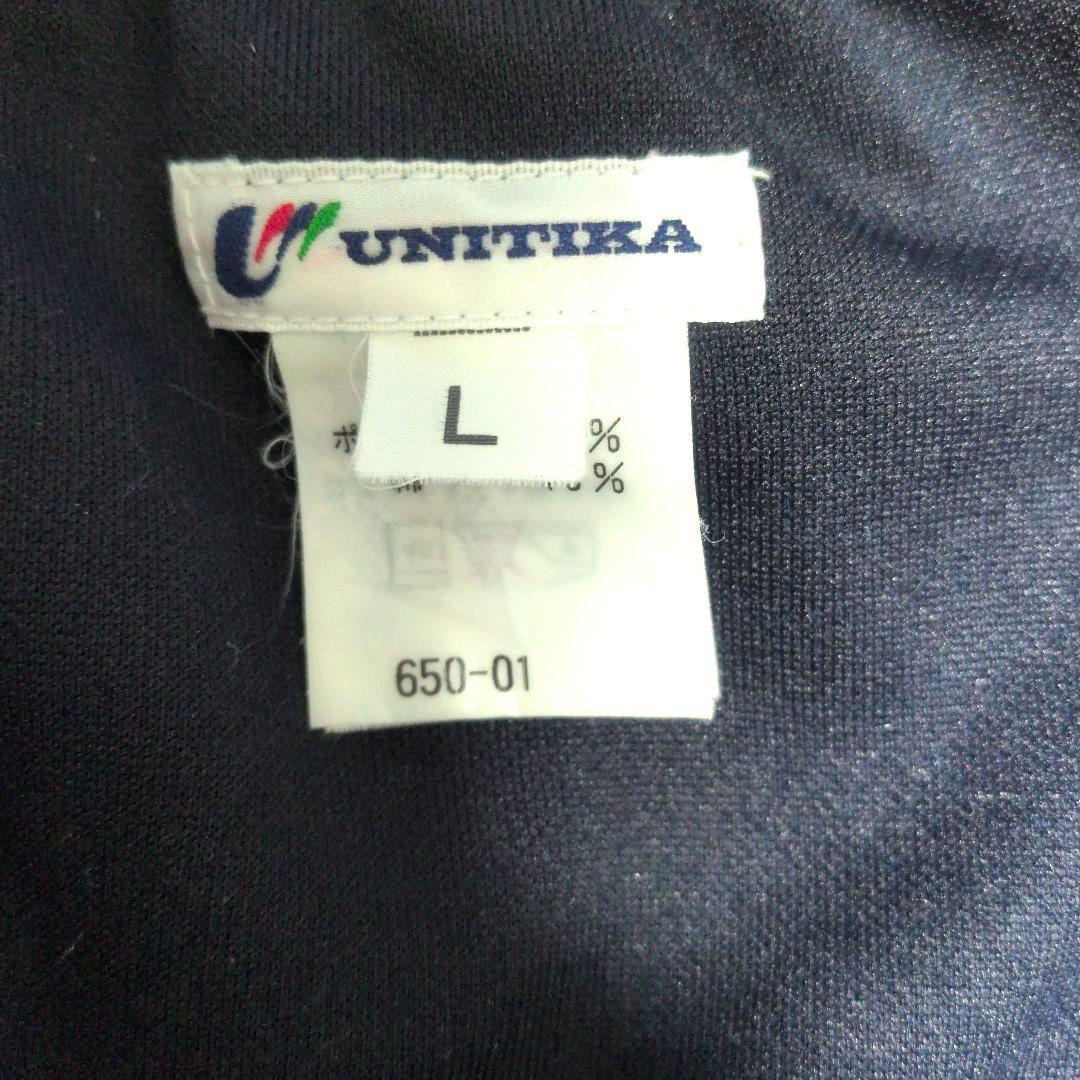 UNITIKA
L
ポ %
%
650-01